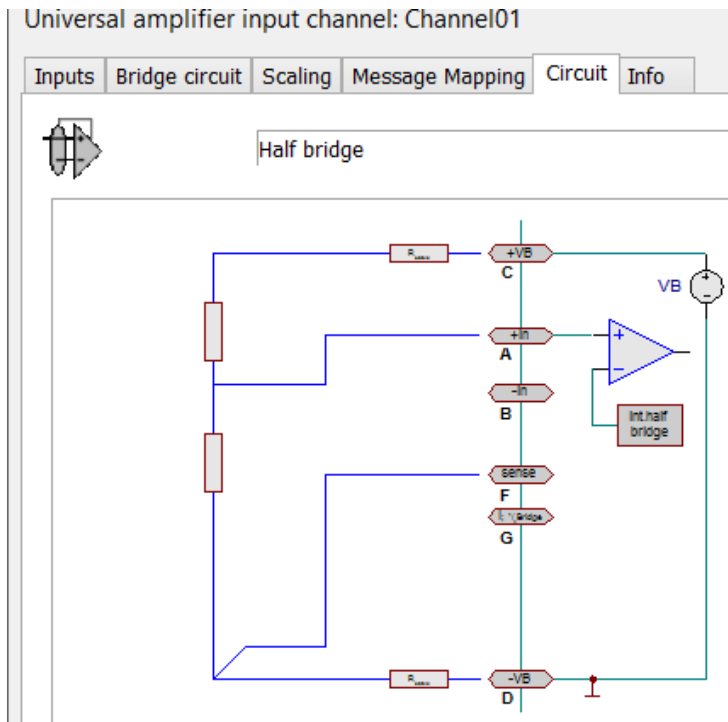 Universal amplifier input channel: Channel01
Inputs
Bridge circuit
Scaling
Message Mapping
Circuit
Info
Half bridge
+VB
C
VB
+
−
+In
A
+
−
-In
B
Int.half
bridge
sense
F
G
-VB
D